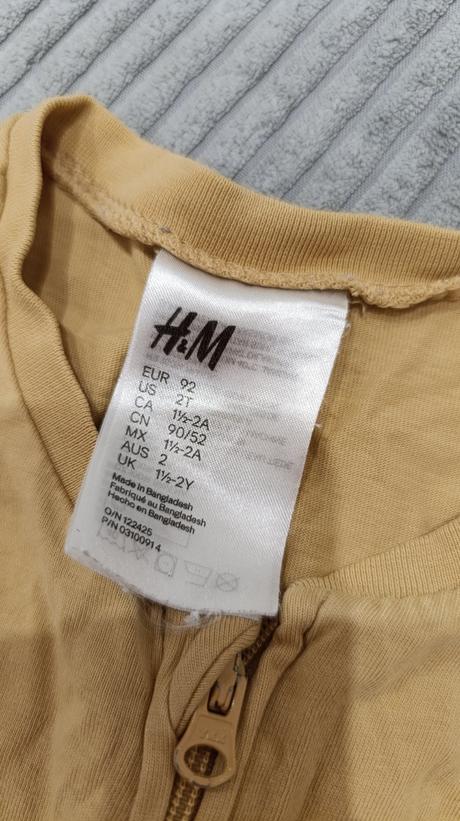 H&M
EUR 92
US 2T
CA 1½-2A
CN 90/52
MX 1½-2A
AUS 2
UK 1½-2Y
Made in Bangladesh
Fabriqué au Bangladesh
Hecho en Bangladesh
O/N 122425
P/N 03100914